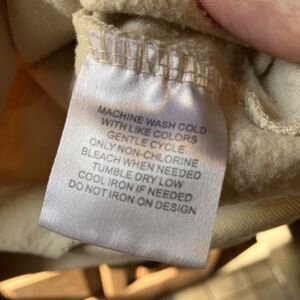 MACHINE WASH COLD
WITH LIKE COLORS
GENTLE CYCLE
ONLY NON-CHLORINE
BLEACH WHEN NEEDED
TUMBLE DRY LOW
COOL IRON IF NEEDED
DO NOT IRON ON DESIGN